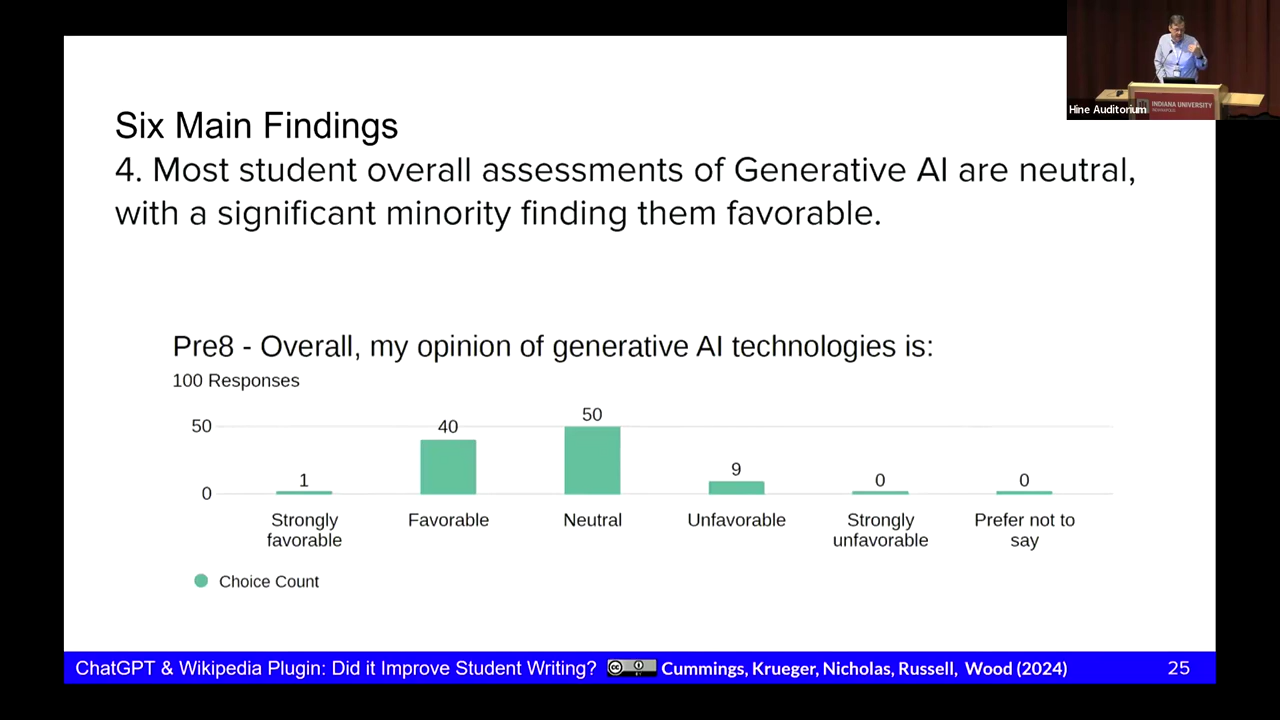 Six Main Findings
4. Most student overall assessments of Generative AI are neutral,
with a significant minority finding them favorable.
Pre8 - Overall, my opinion of generative AI technologies is:
100 Responses
50
0
1
40
50
9
0
0
Strongly
favorable
Favorable
Neutral
Unfavorable
Strongly
unfavorable
Prefer not to
say
Choice Count
ChatGPT & Wikipedia Plugin: Did it Improve Student Writing? Cummings, Krueger, Nicholas, Russell, Wood (2024) 25
INDIANA UNIVERSITY
Hine Auditorium